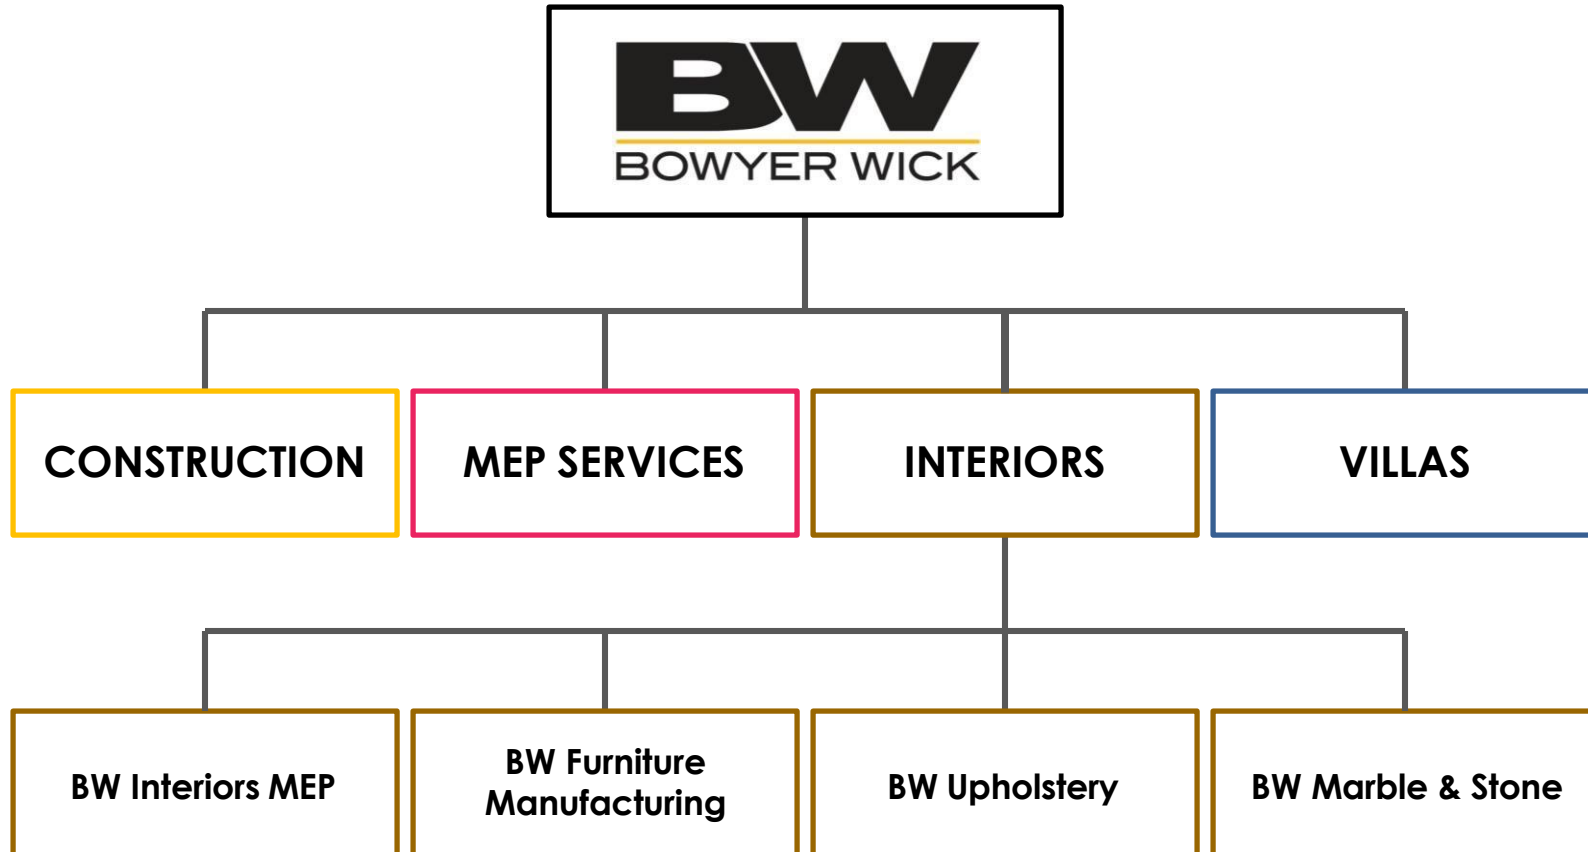 BW
BOWYER WICK
CONSTRUCTION
MEP SERVICES
INTERIORS
VILLAS
BW Interiors MEP
BW Furniture
Manufacturing
BW Upholstery
BW Marble & Stone